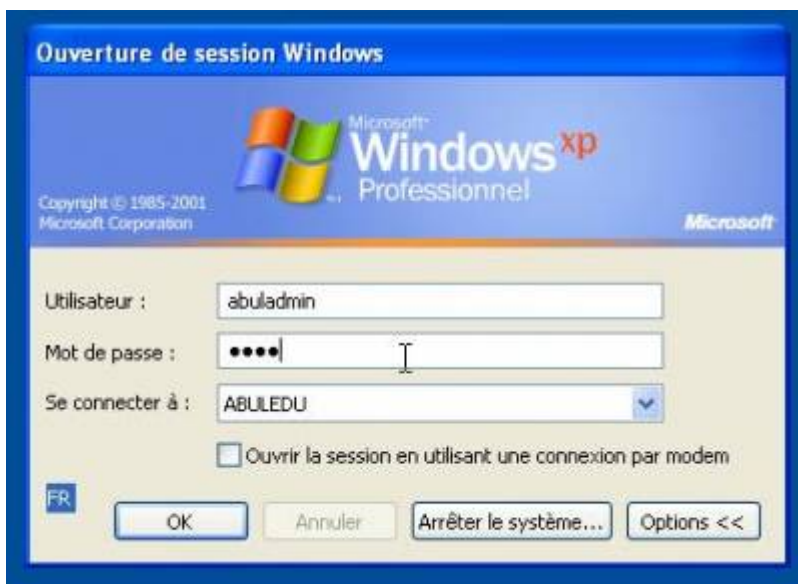 Ouverture de session Windows
Microsoft
Windows xp
Professionnel
Copyright © 1985-2001
Microsoft Corporation
Microsoft
Utilisateur : abuladmin
Mot de passe : ••••
Se connecter à : ABULEDU
Ouvrir la session en utilisant une connexion par modem
FR
OK Annuler Arrêter le système... Options <<